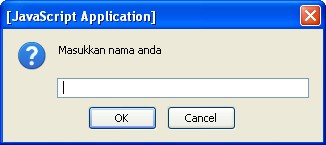 [JavaScript Application]
Masukkan nama anda
OK
Cancel